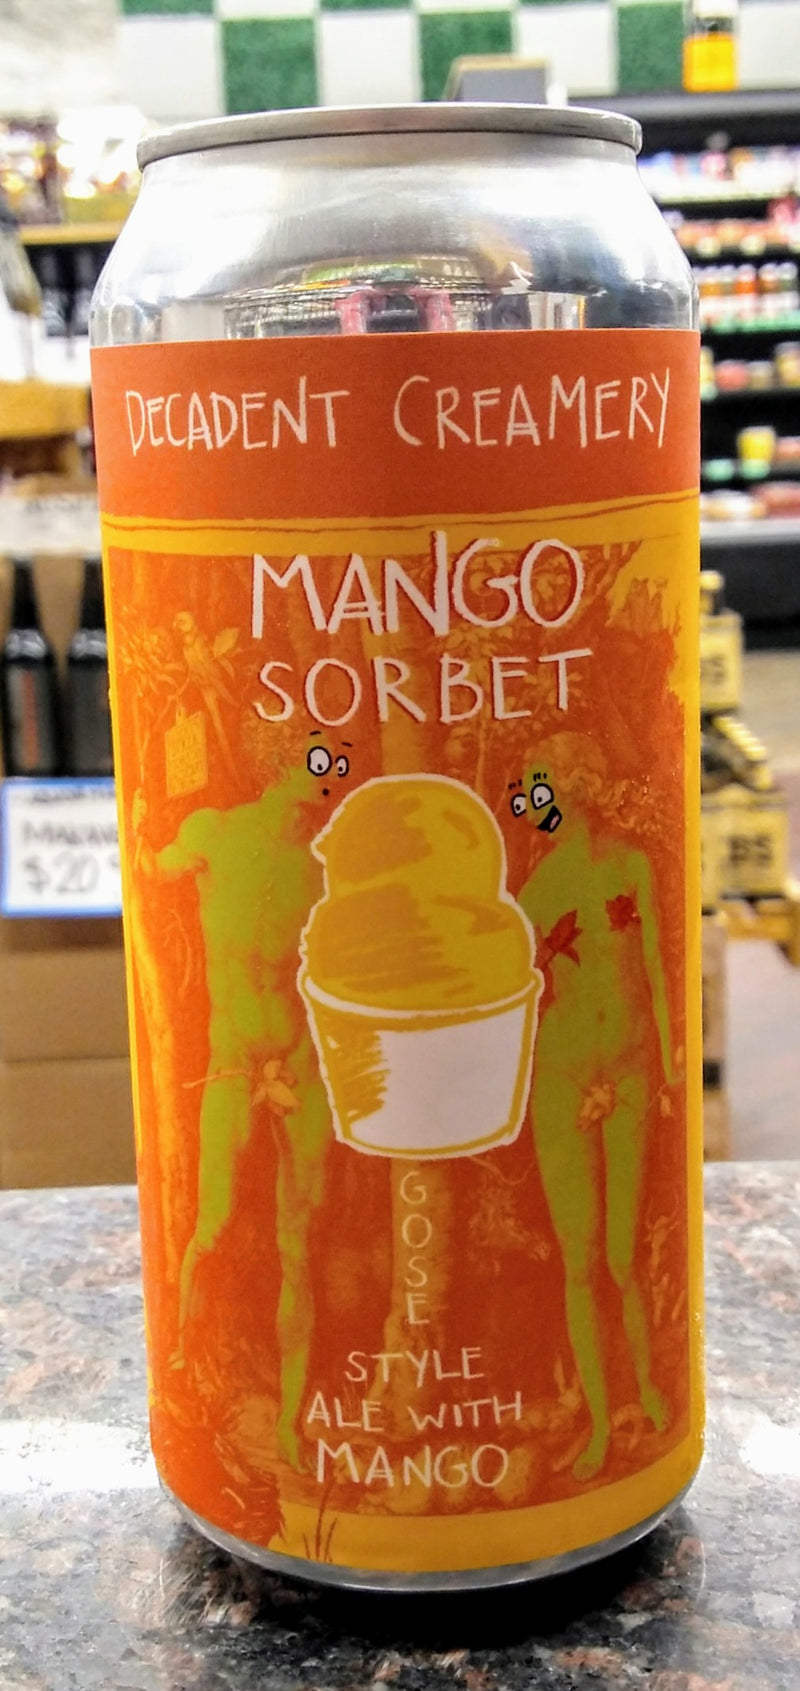 DECADENT CREAMERY
MANGO
SORBET
GOSE
STYLE
ALE WITH
MANGO
$20